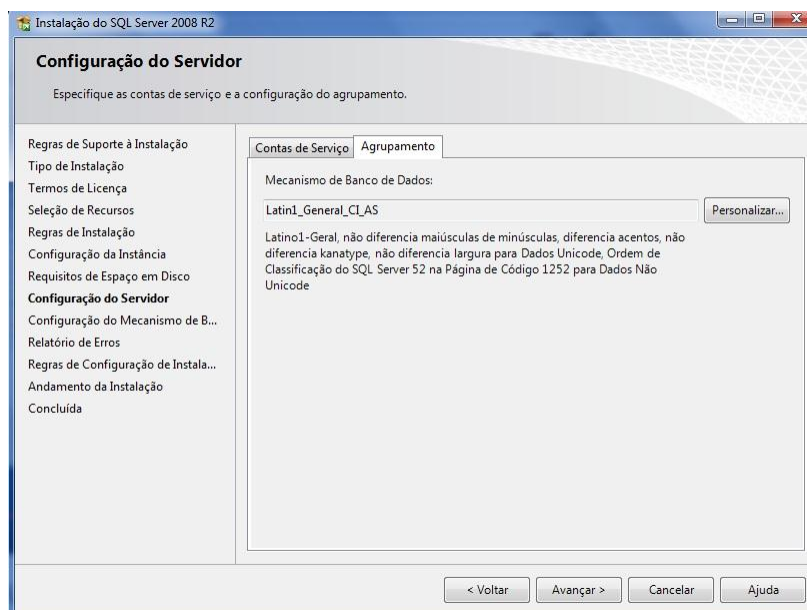 Instalação do SQL Server 2008 R2
Configuração do Servidor
Especifique as contas de serviço e a configuração do agrupamento.
Regras de Suporte à Instalação
Tipo de Instalação
Termos de Licença
Seleção de Recursos
Regras de Instalação
Configuração da Instância
Requisitos de Espaço em Disco
Configuração do Servidor
Configuração do Mecanismo de B...
Relatório de Erros
Regras de Configuração de Instala...
Andamento da Instalação
Concluída
Contas de Serviço
Agrupamento
Mecanismo de Banco de Dados:
Latin1_General_CI_AS
Personalizar...
Latino1-Geral, não diferencia maiúsculas de minúsculas, diferencia acentos, não
diferencia kanatype, não diferencia largura para Dados Unicode, Ordem de
Classificação do SQL Server 52 na Página de Código 1252 para Dados Não
Unicode
< Voltar
Avançar >
Cancelar
Ajuda